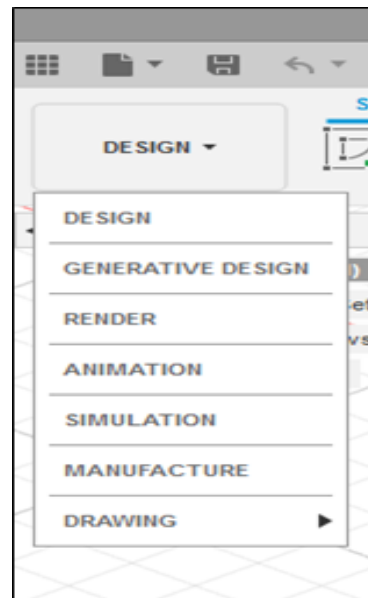 S
DESIGN
DESIGN
GENERATIVE DESIGN
RENDER
ANIMATION
SIMULATION
MANUFACTURE
DRAWING